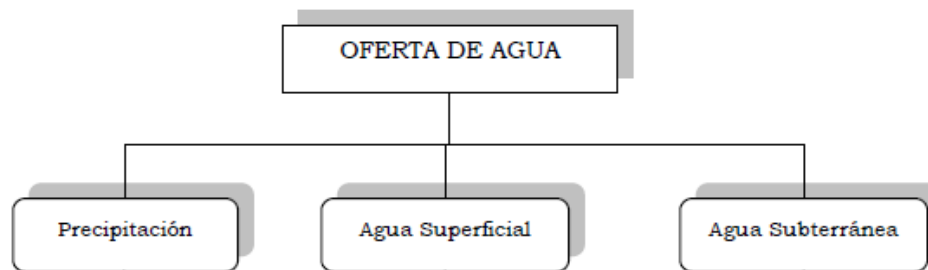 OFERTA DE AGUA
Precipitación
Agua Superficial
Agua Subterránea